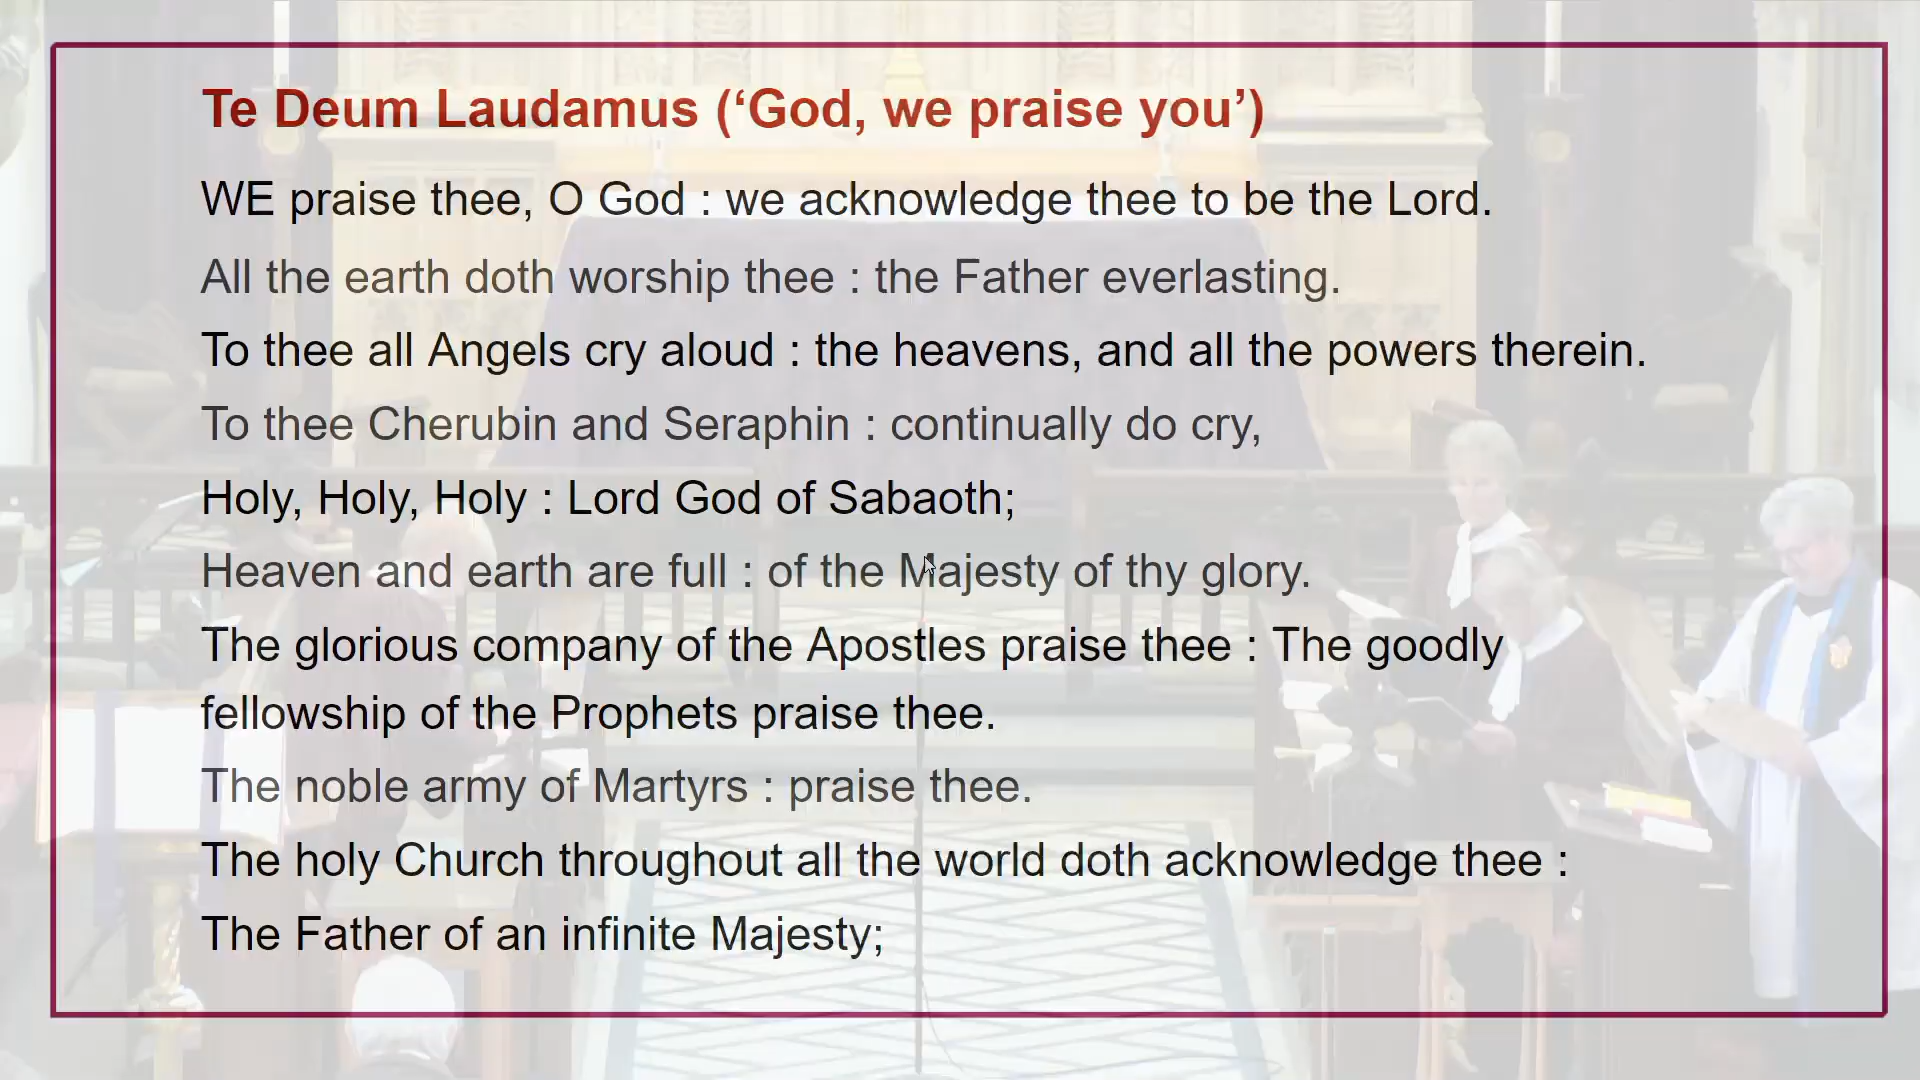 Te Deum Laudamus (‘God, we praise you’)
WE praise thee, O God : we acknowledge thee to be the Lord.
All the earth doth worship thee : the Father everlasting.
To thee all Angels cry aloud : the heavens, and all the powers therein.
To thee Cherubin and Seraphin : continually do cry,
Holy, Holy, Holy : Lord God of Sabaoth;
Heaven and earth are full : of the Majesty of thy glory.
The glorious company of the Apostles praise thee : The goodly
fellowship of the Prophets praise thee.
The noble army of Martyrs : praise thee.
The holy Church throughout all the world doth acknowledge thee :
The Father of an infinite Majesty;